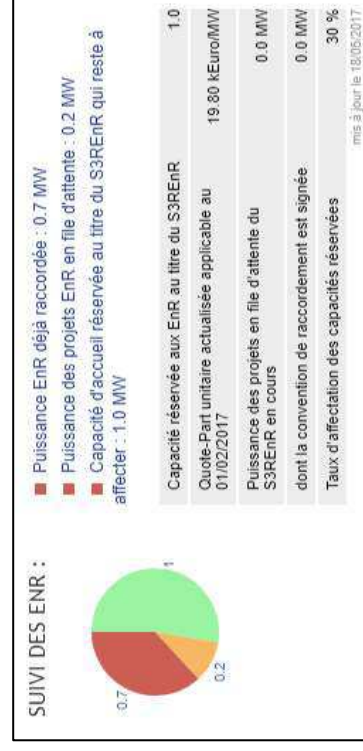 SUIVI DES ENR :
0.7
0.2
1
Puissance EnR déjà raccordée : 0.7 MW
Puissance des projets EnR en file d'attente : 0.2 MW
Capacité d'accueil réservée au titre du S3REnR qui reste à
affecter : 1.0 MW
Capacité réservée aux EnR au titre du S3REnR 1.0
Quote-Part unitaire actualisée applicable au
01/02/2017 19.80 kEuro/MW
Puissance des projets en file d'attente du
S3REnR en cours 0.0 MW
dont la convention de raccordement est signée 0.0 MW
Taux d'affectation des capacités réservées 30 %
mis à jour le 18/05/2017